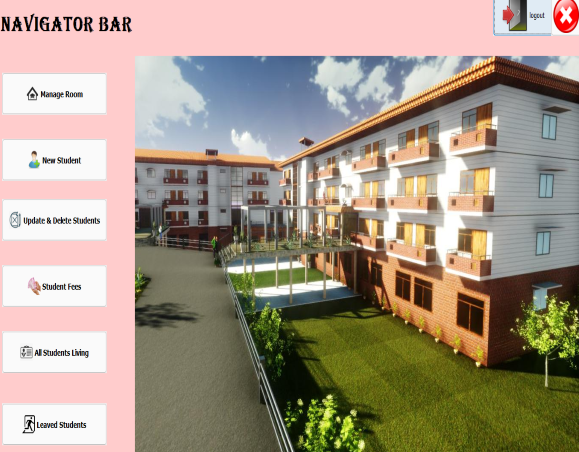 NAVIGATOR BAR
logout
Manage Room
New Student
Update & Delete Students
Student Fees
All Students Living
Leaved Students